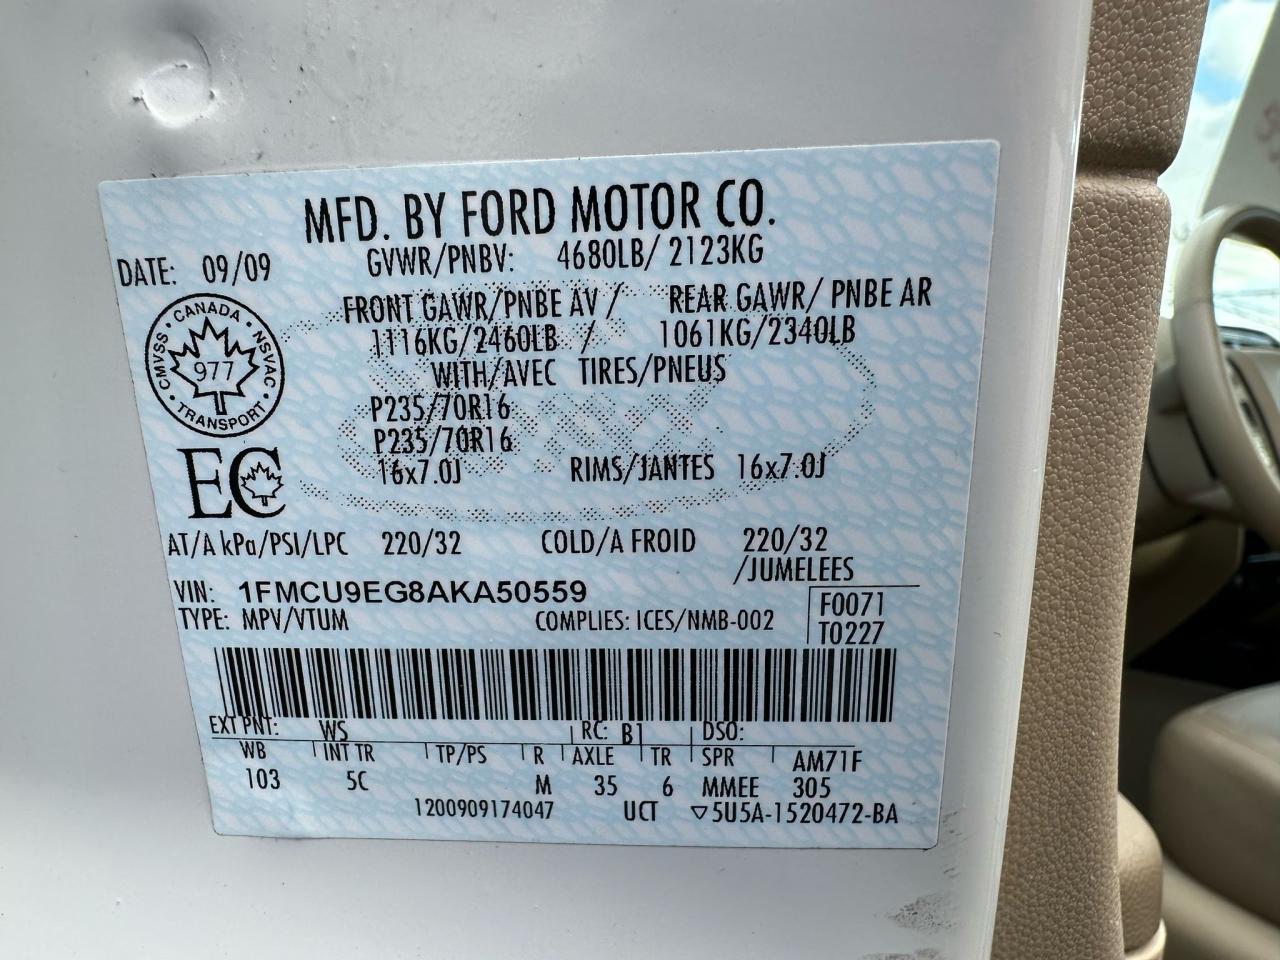 MFD. BY FORD MOTOR CO.
DATE: 09/09 GVWR/PNBV: 4680LB/ 2123KG
FRONT GAWR/PNBE AV / REAR GAWR/ PNBE AR
1116KG/2460LB / 1061KG/2340LB
WITH/AVEC TIRES/PNEUS
P235/70R16
P235/70R16
16x7.0J RIMS/JANTES 16x7.0J
CANADA
CMVSS NSVAC
977
TRANSPORT
EC
AT/A kPa/PSI/LPC 220/32 COLD/A FROID 220/32
/JUMELEES
VIN: 1FMCU9EG8AKA50559
F0071
TYPE: MPV/VTUM COMPLIES: ICES/NMB-002
T0227
EXT PNT: WS RC: B1 DSO:
WB INT TR TP/PS R AXLE TR SPR AM71F
103 5C M 35 6 MMEE 305
1200909174047 UCT ▽5U5A-1520472-BA